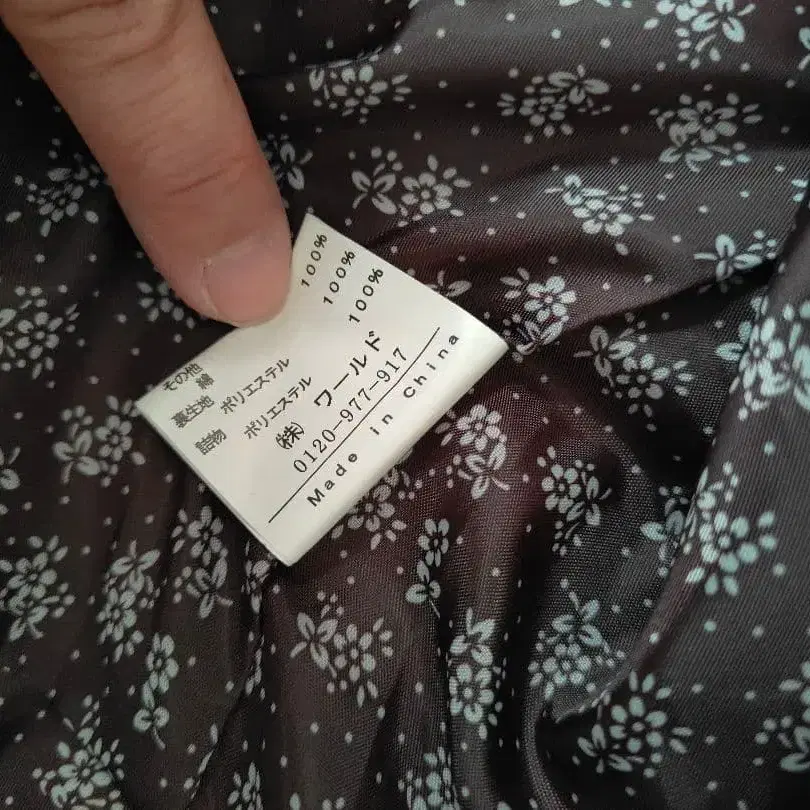 その他
綿 100%
裏生地 ポリエステル 100%
詰物 ポリエステル 100%
㈱ ワールド
0120-977-917
Made in China